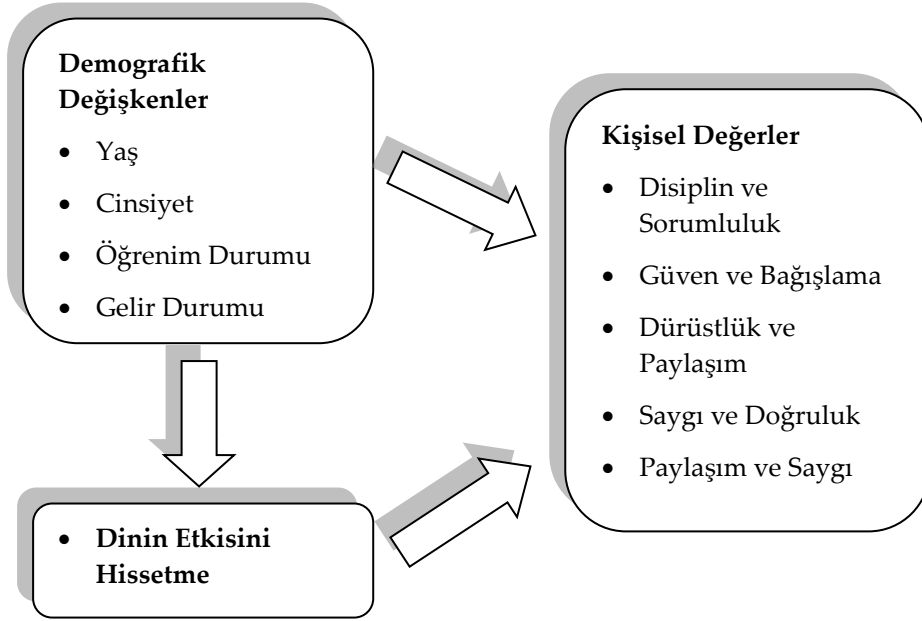 Demografik
Değişkenler
• Yaş
• Cinsiyet
• Öğrenim Durumu
• Gelir Durumu
Kişisel Değerler
• Disiplin ve
Sorumluluk
• Güven ve Bağışlama
• Dürüstlük ve
Paylaşım
• Saygı ve Doğruluk
• Paylaşım ve Saygı
• Dinin Etkisini
Hissetme